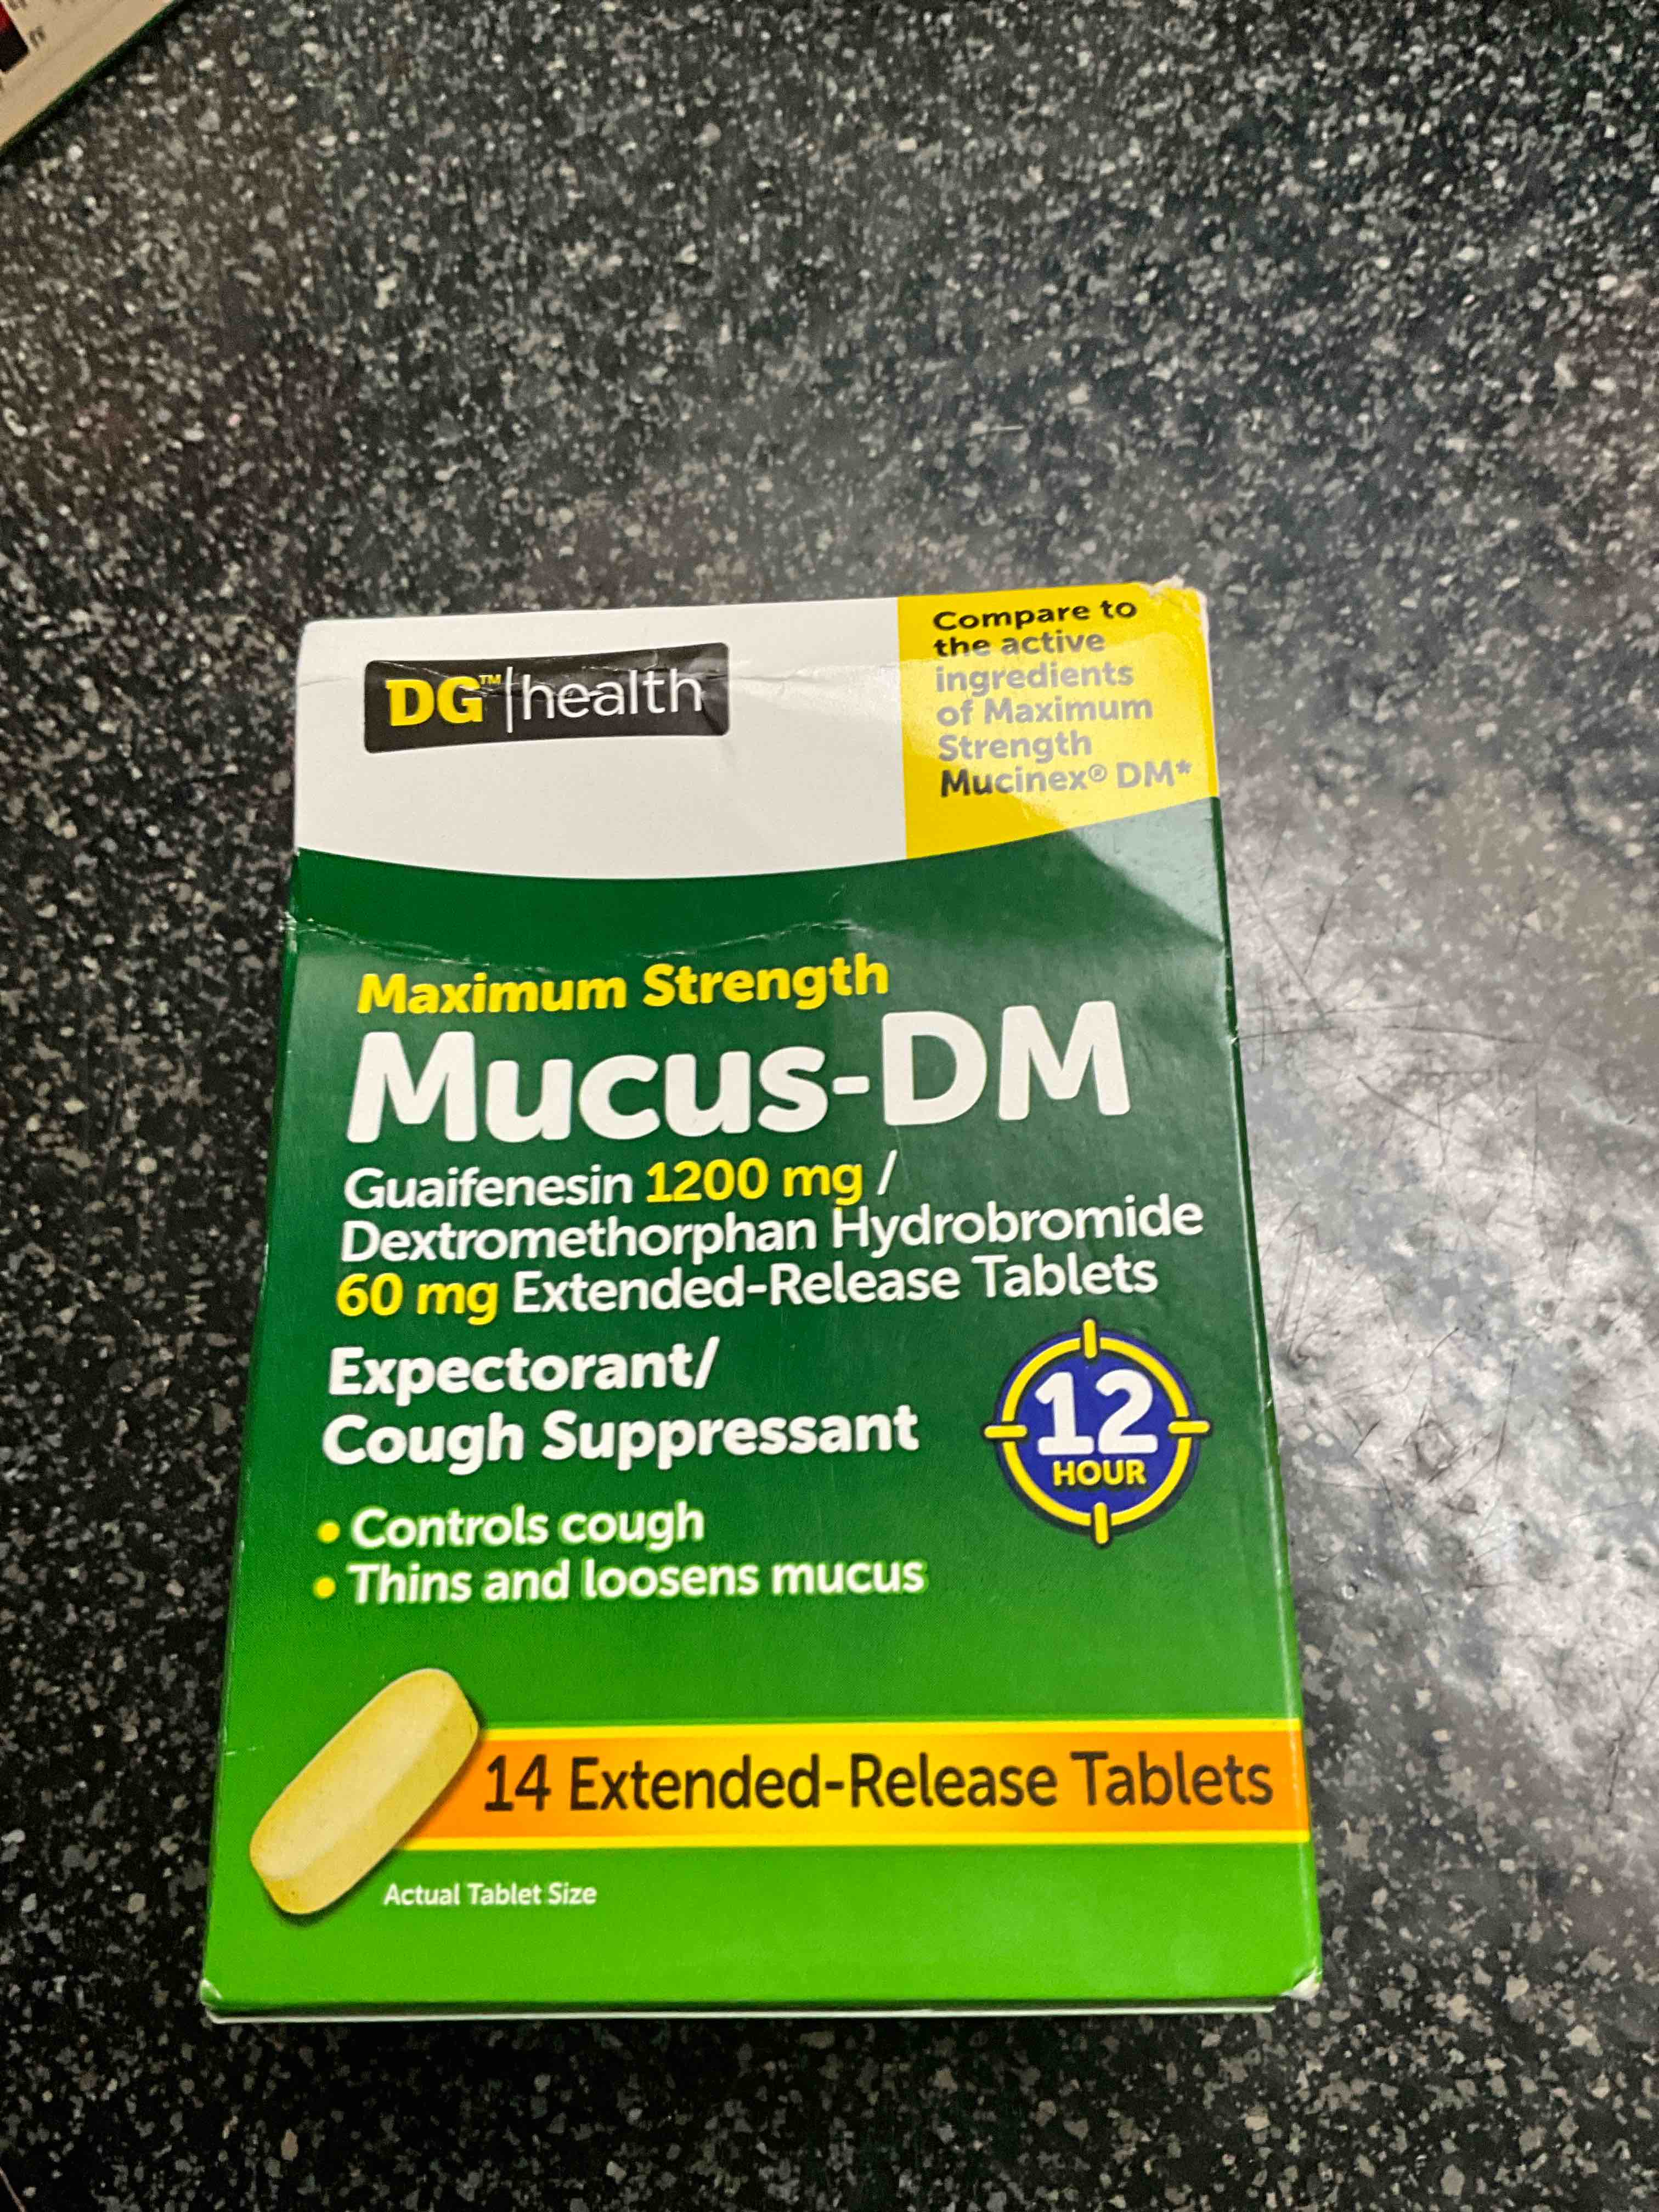 DG™|health
Compare to
the active
ingredients
of Maximum
Strength
Mucinex® DM*
Maximum Strength
Mucus-DM
Guaifenesin 1200 mg /
Dextromethorphan Hydrobromide
60 mg Extended-Release Tablets
Expectorant/
Cough Suppressant
12
HOUR
• Controls cough
• Thins and loosens mucus
14 Extended-Release Tablets
Actual Tablet Size